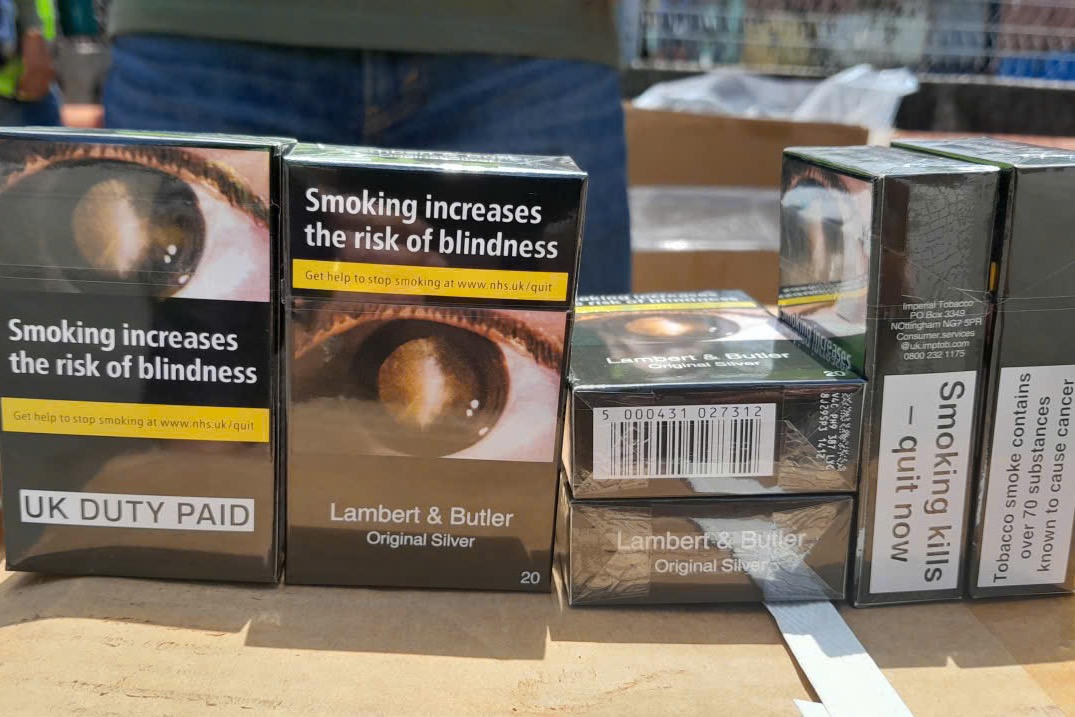 Smoking increases
the risk of blindness
Get help to stop smoking at www.nhs.uk/quit
UK DUTY PAID
Smoking increases
the risk of blindness
Get help to stop smoking at www.nhs.uk/quit
Lambert & Butler
Original Silver
20
Lambert & Butler
Original Silver
5 000431 027312
Lambert & Butler
Original Silver
Imperial Tobacco
PO Box 3349
NOttingham NG7 5PR
Consumer.services
@uk.imptob.com
0800 232 1175
Smoking kills
– quit now
Tobacco smoke contains
over 70 substances
known to cause cancer